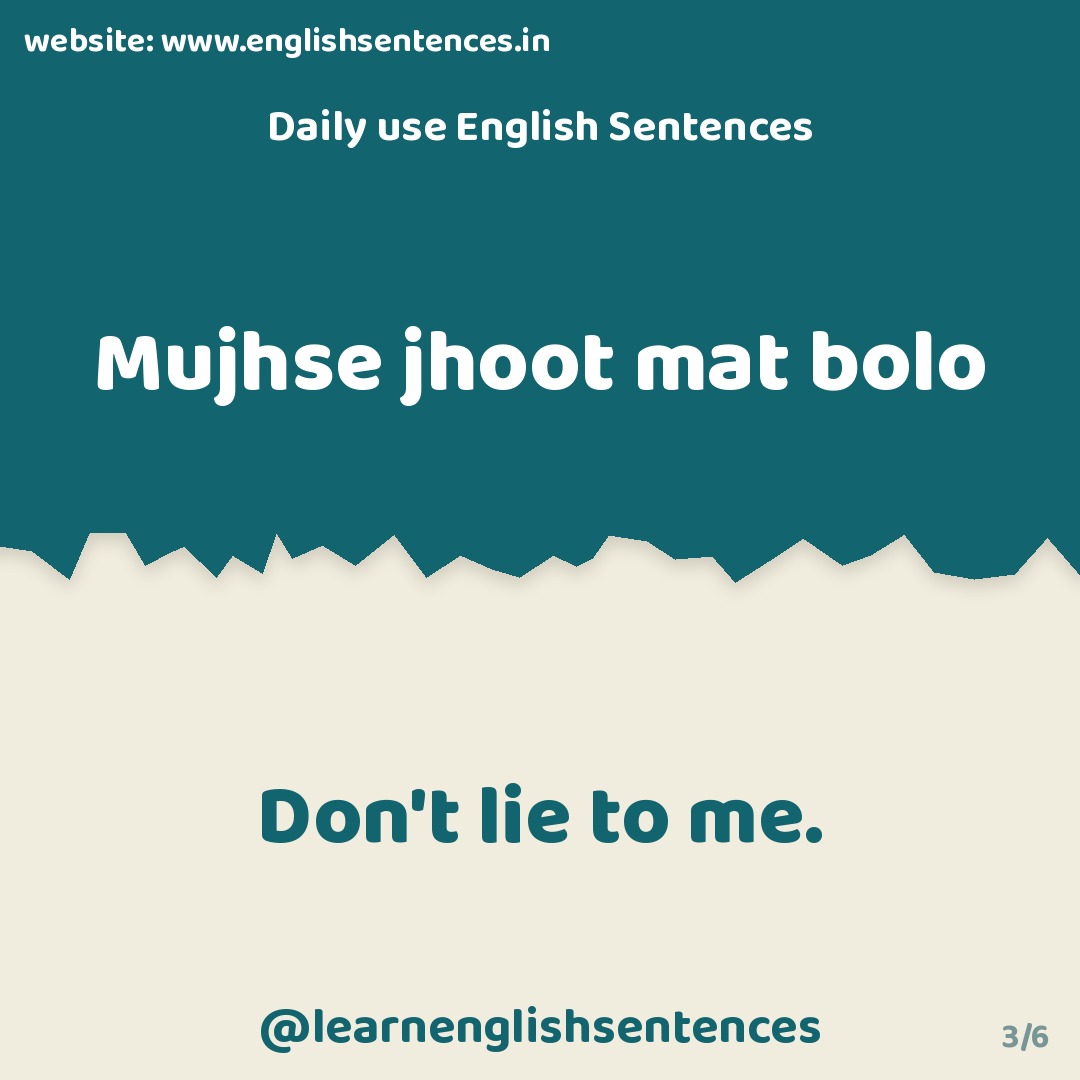 website: www.englishsentences.in
Daily use English Sentences
Mujhse jhoot mat bolo
Don't lie to me.
@learnenglishsentences
3/6